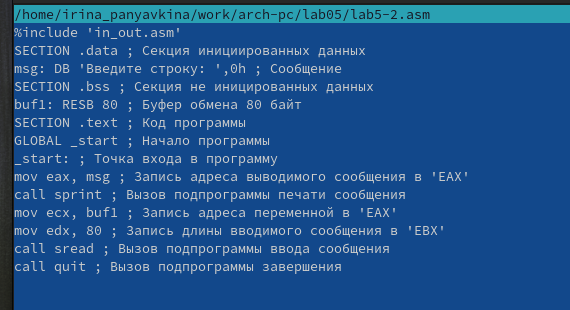 /home/irina_panyavkina/work/arch-pc/lab05/lab5-2.asm
%include 'in_out.asm'
SECTION .data ; Секция инициированных данных
msg: DB 'Введите строку: ',0h ; Сообщение
SECTION .bss ; Секция не иницированных данных
buf1: RESB 80 ; Буфер обмена 80 байт
SECTION .text ; Код программы
GLOBAL _start ; Начало программы
_start: ; Точка входа в программу
mov eax, msg ; Запись адреса выводимого сообщения в 'EAX'
call sprint ; Вызов подпрограммы печати сообщения
mov ecx, buf1 ; Запись адреса переменной в 'EAX'
mov edx, 80 ; Запись длины вводимого сообщения в 'EBX'
call sread ; Вызов подпрограммы ввода сообщения
call quit ; Вызов подпрограммы завершения